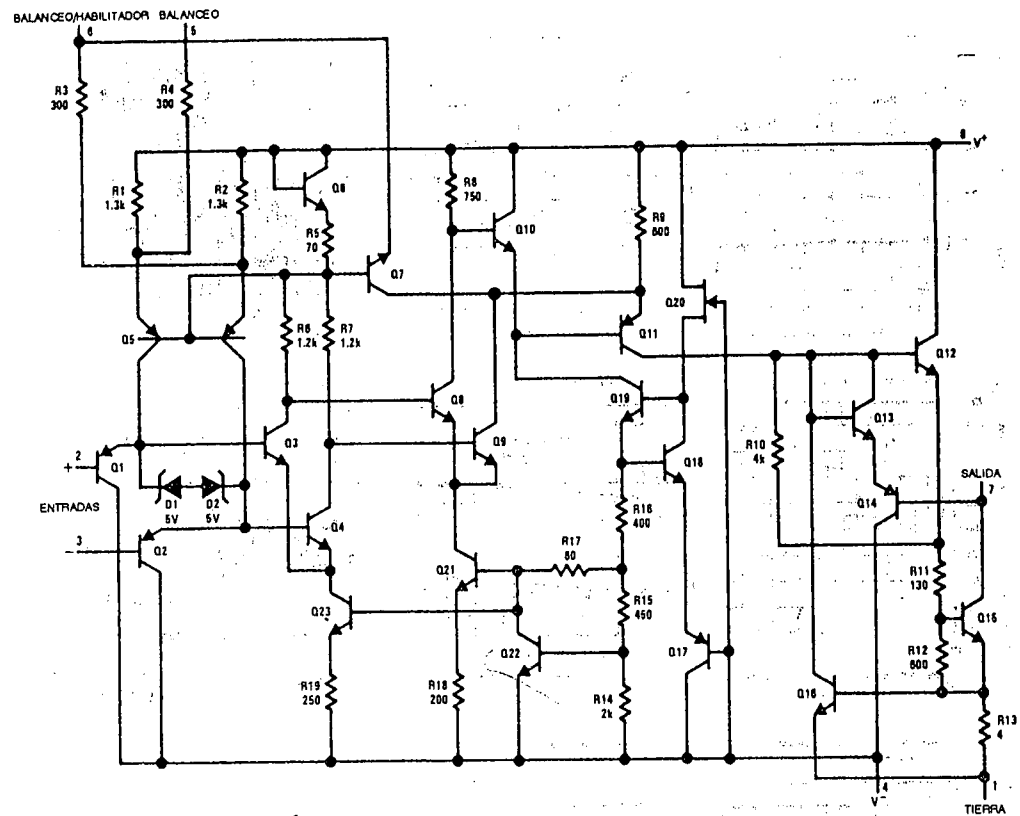 BALANCEO/HABILITADOR BALANCEO
6 5
R3
300
R4
300
8 V+
R1
1.3k
R2
1.3k
Q6
R5
70
R8
750
Q10
R9
600
Q7
Q20
Q5
R6
1.2k
R7
1.2k
Q11
Q12
Q8
Q19
Q13
2
+
Q1
Q3
Q9
Q18
R10
4k
SALIDA
7
ENTRADAS
D1
5V
D2
5V
Q14
R16
400
3
-
Q2
Q4
R17
80
Q21
R11
130
Q15
Q23
R15
450
Q22
Q17
R12
600
Q16
R19
250
R18
200
R14
2k
R13
4
4
V-
1
TIERRA